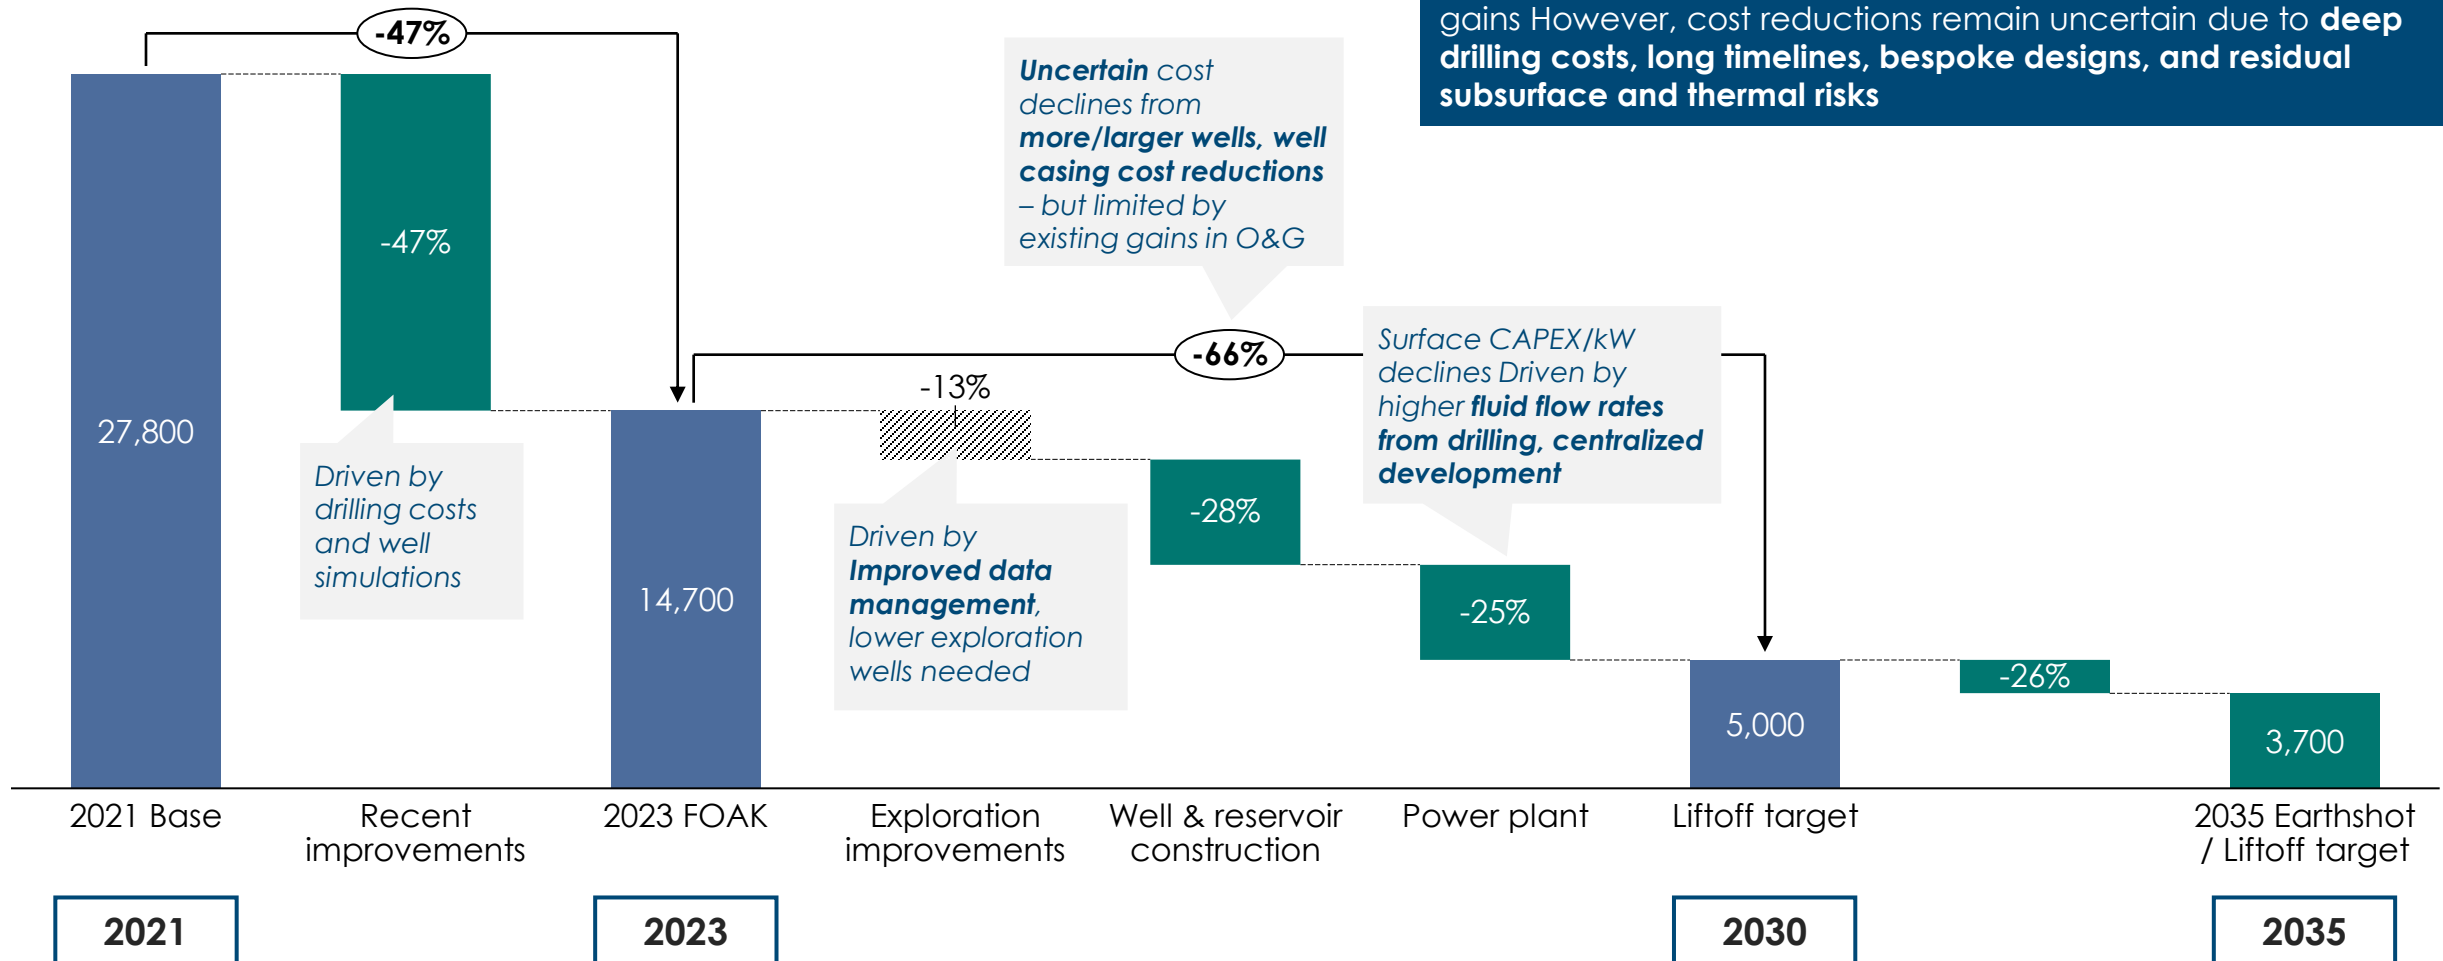 gains However, cost reductions remain uncertain due to deep
drilling costs, long timelines, bespoke designs, and residual
subsurface and thermal risks
-47%
Uncertain cost
declines from
more/larger wells, well
casing cost reductions
– but limited by
existing gains in O&G
-47%
27,800
Driven by
drilling costs
and well
simulations
14,700
-66%
-13%
Driven by
Improved data
management,
lower exploration
wells needed
-28%
Surface CAPEX/kW
declines Driven by
higher fluid flow rates
from drilling, centralized
development
-25%
5,000
-26%
3,700
2021 Base
Recent
improvements
2023 FOAK
Exploration
improvements
Well & reservoir
construction
Power plant
Liftoff target
2035 Earthshot
/ Liftoff target
2021
2023
2030
2035